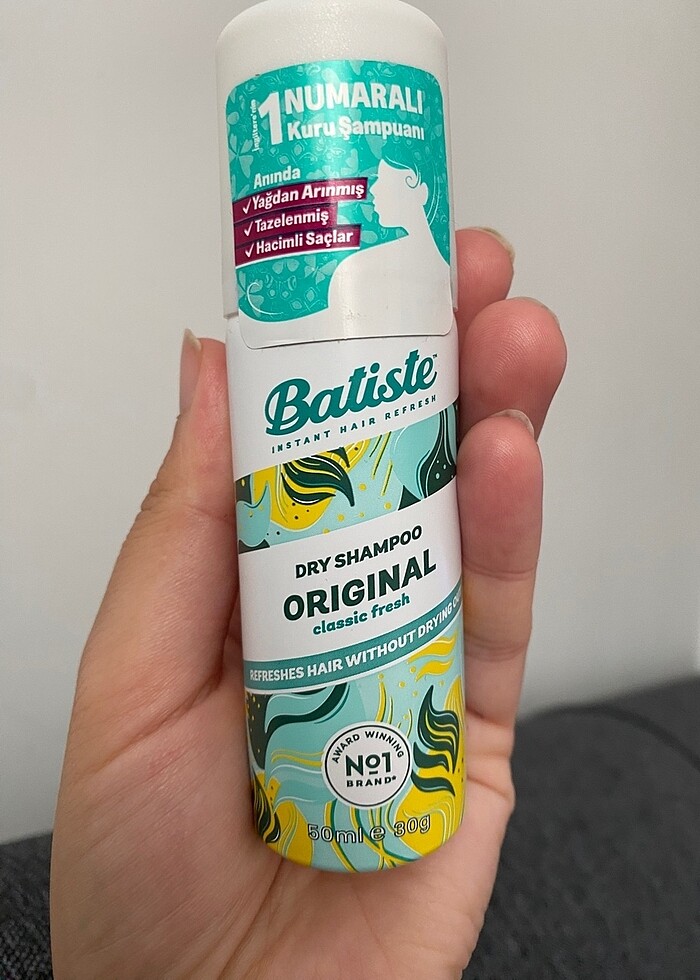 İngiltere'nin
1 NUMARALI
Kuru Şampuanı
Anında
✓ Yağdan Arınmış
✓ Tazelenmiş
✓ Hacimli Saçlar
Batiste™
INSTANT HAIR REFRESH
DRY SHAMPOO
ORIGINAL
classic fresh
REFRESHES HAIR WITHOUT DRYING
AWARD WINNING
No1
BRAND*
50ml e 30g